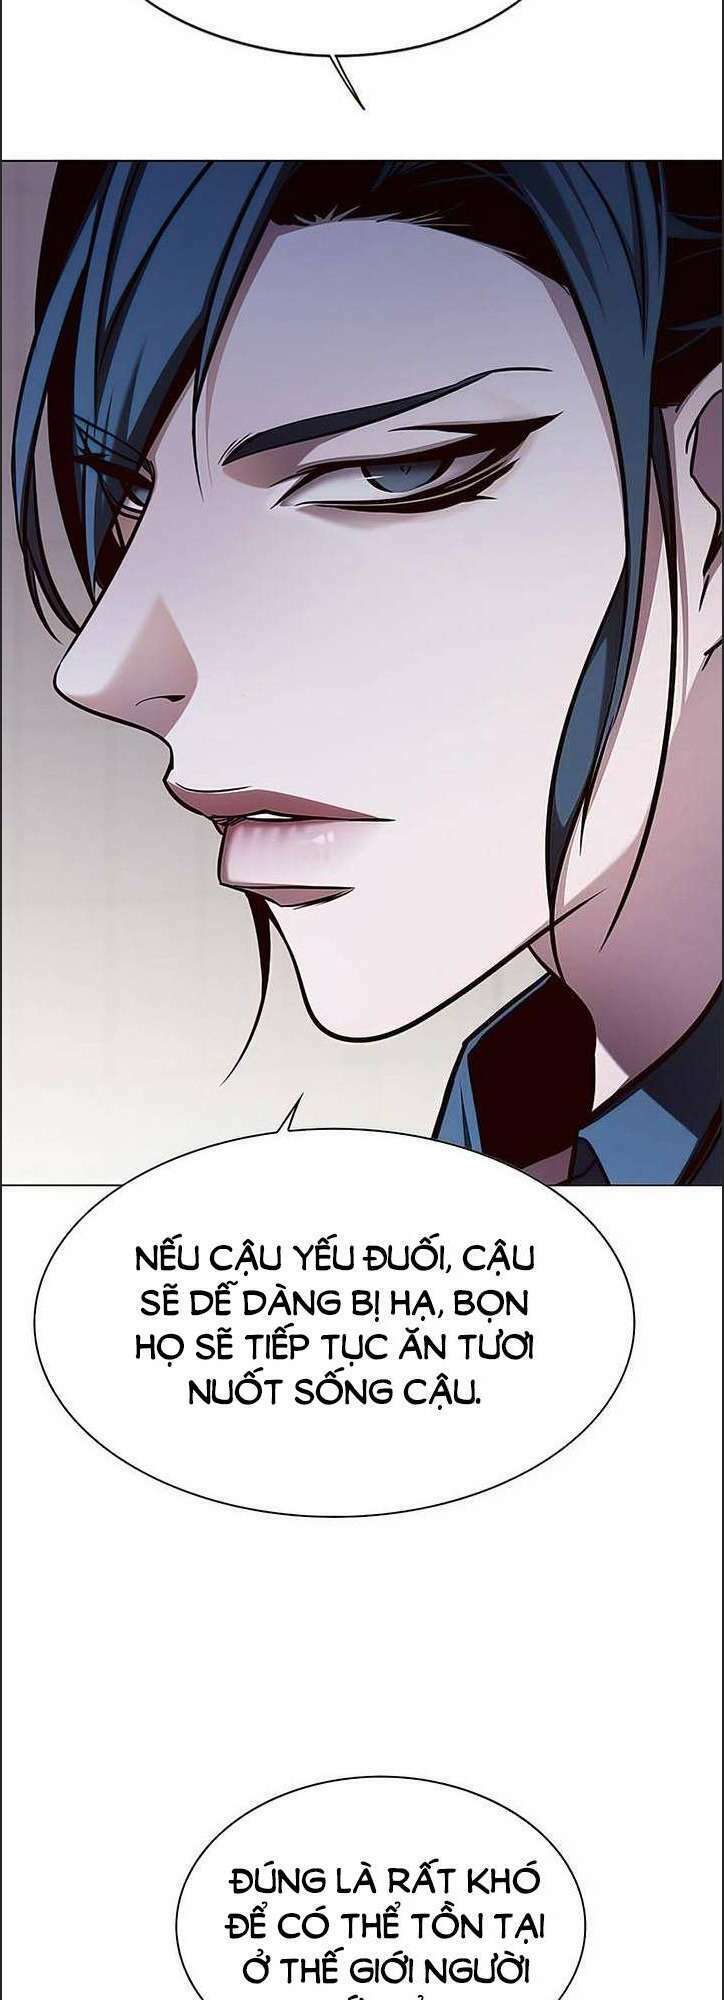 NẾU CẬU YẾU ĐUỐI, CẬU
SẼ DỄ DÀNG BỊ HẠ, BỌN
HỌ SẼ TIẾP TỤC ĂN TƯƠI
NUỐT SỐNG CẬU.
ĐÚNG LÀ RẤT KHÓ
ĐỂ CÓ THỂ TỒN TẠI
Ở THẾ GIỚI NGƯỜI